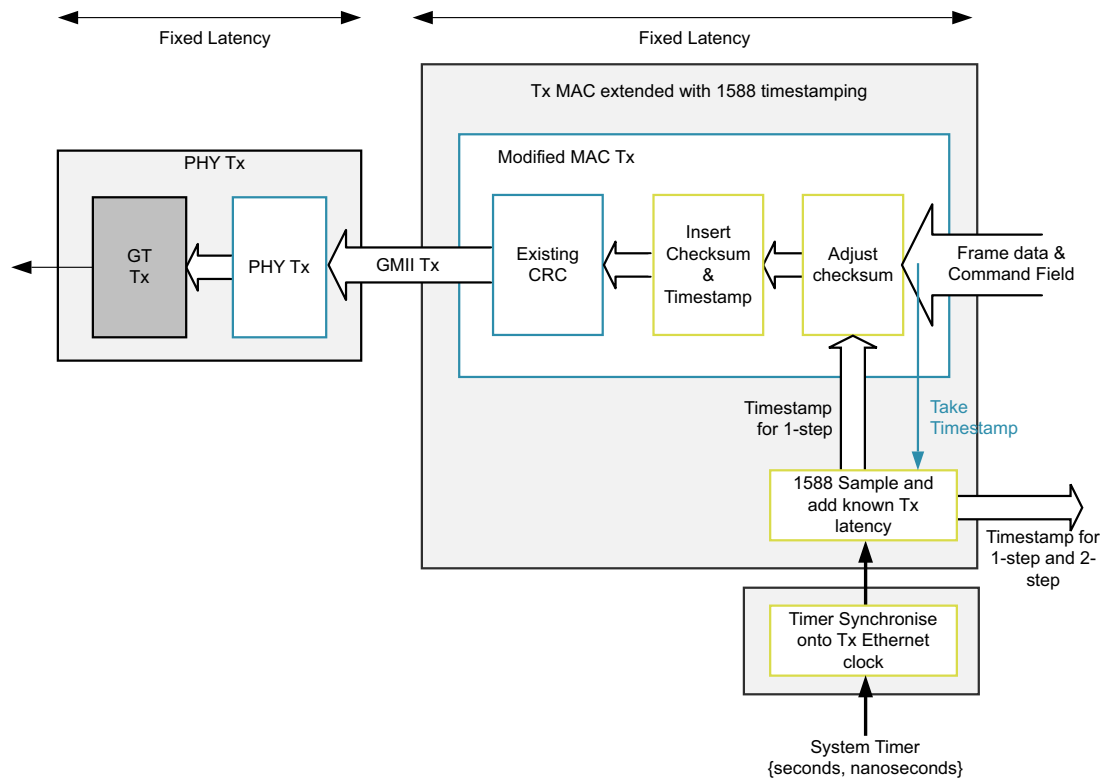 Fixed Latency
Fixed Latency
Tx MAC extended with 1588 timestamping
PHY Tx
Modified MAC Tx
GT
Tx
PHY Tx
GMII Tx
Existing
CRC
Insert
Checksum
&
Timestamp
Adjust
checksum
Frame data &
Command Field
Timestamp
for 1-step
Take
Timestamp
1588 Sample and
add known Tx
latency
Timestamp for
1-step and 2-
step
Timer Synchronise
onto Tx Ethernet
clock
System Timer
{seconds, nanoseconds}